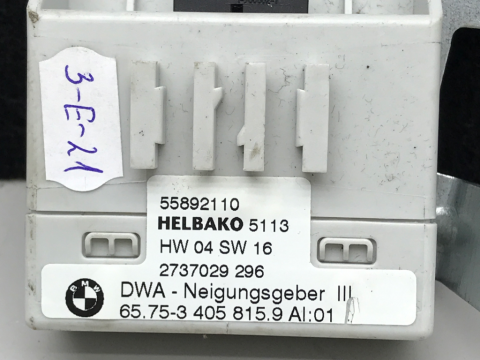 3-E-21
55892110
HELBAKO 5113
HW 04 SW 16
2737029 296
BMW
DWA - Neigungsgeber III
65.75-3 405 815.9 AI:01